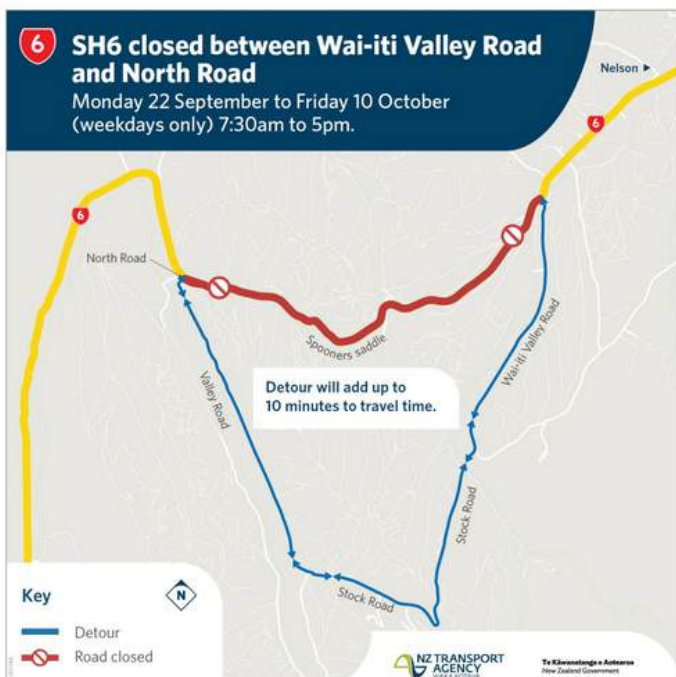 6
SH6 closed between Wai-iti Valley Road
and North Road
Monday 22 September to Friday 10 October
(weekdays only) 7:30am to 5pm.
Nelson
6
6
North Road
Spooners saddle
Wai-iti Valley Road
Valley Road
Detour will add up to
10 minutes to travel time.
Stock Road
Stock Road
Key
N
Detour
Road closed
NZ TRANSPORT
AGENCY
Te Kāwanatanga o Aotearoa
New Zealand Government